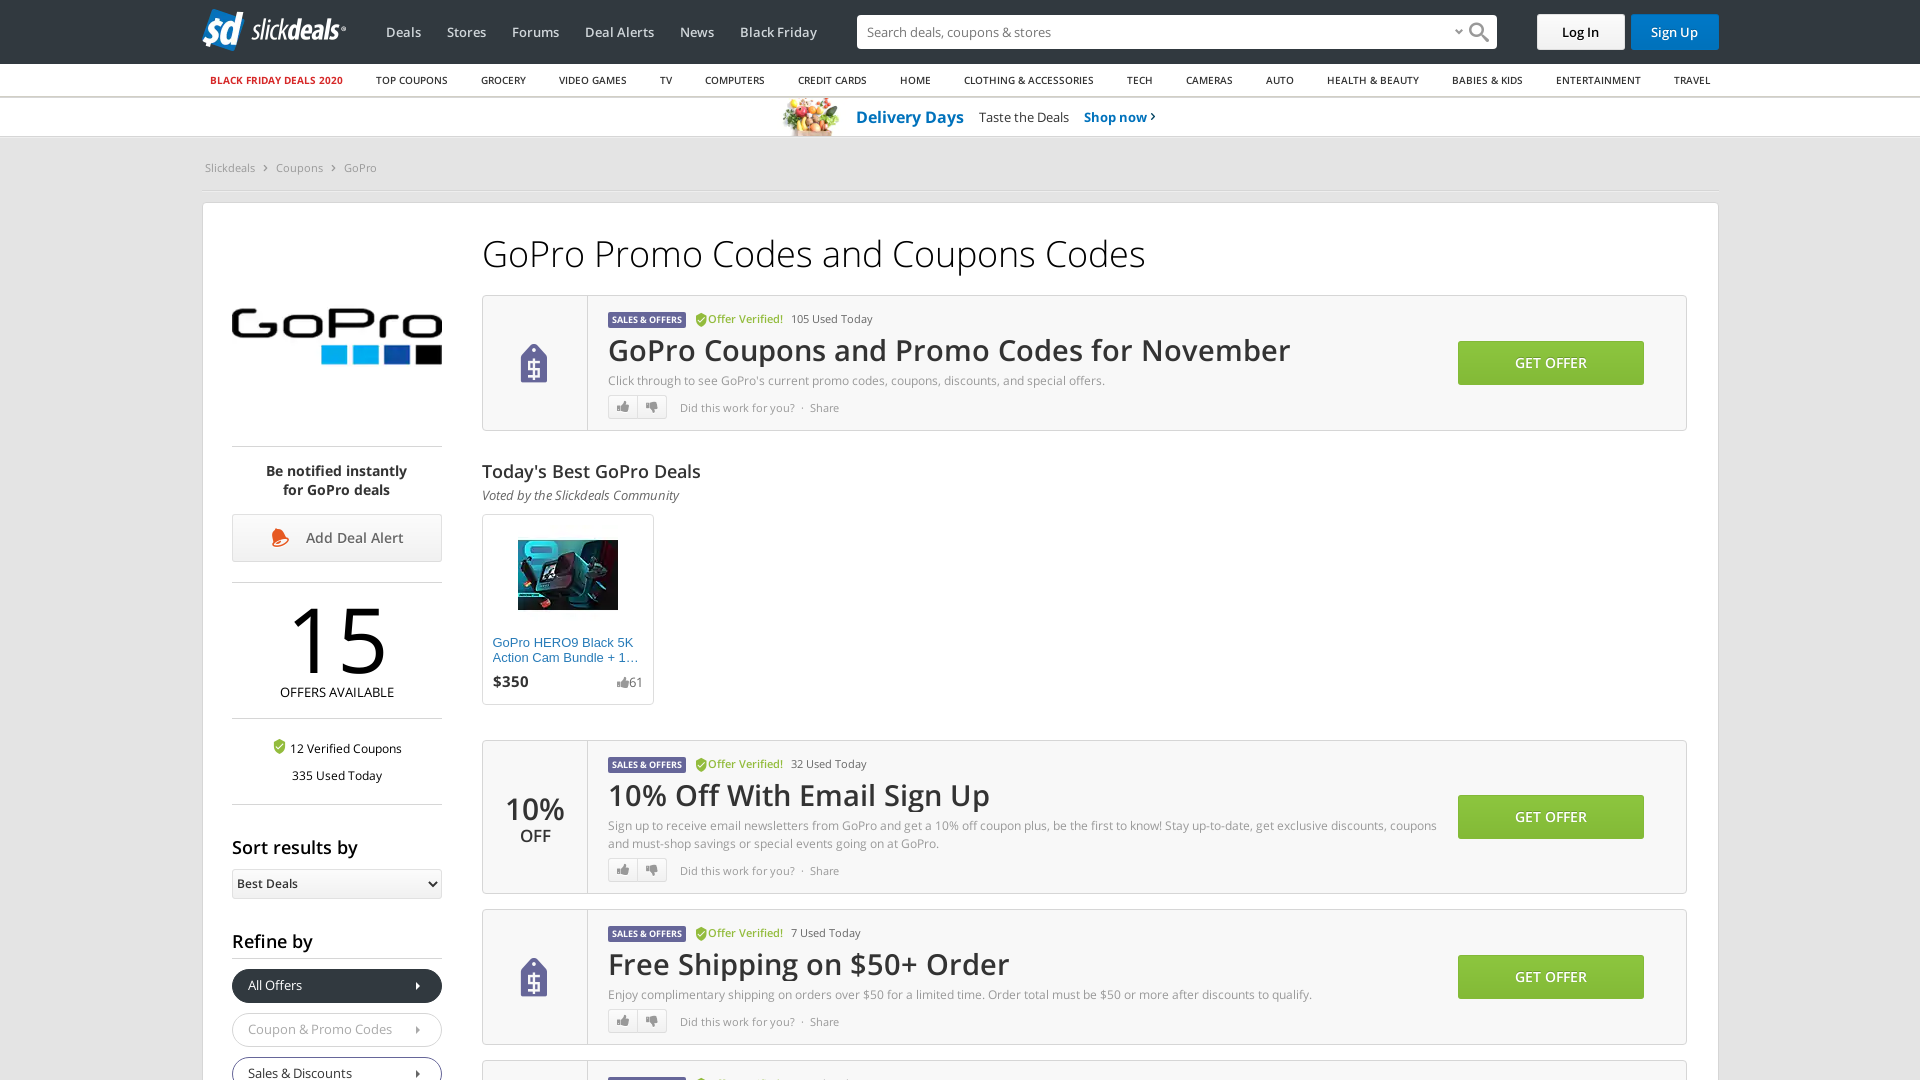 sd slickdeals
Deals
Stores
Forums
Deal Alerts
News
Black Friday
Search deals, coupons & stores
Log In
Sign Up
BLACK FRIDAY DEALS 2020
TOP COUPONS
GROCERY
VIDEO GAMES
TV
COMPUTERS
CREDIT CARDS
HOME
CLOTHING & ACCESSORIES
TECH
CAMERAS
AUTO
HEALTH & BEAUTY
BABIES & KIDS
ENTERTAINMENT
TRAVEL
Delivery Days Taste the Deals Shop now
Slickdeals > Coupons > GoPro
GoPro
Be notified instantly
for GoPro deals
Add Deal Alert
15
OFFERS AVAILABLE
12 Verified Coupons
335 Used Today
Sort results by
Best Deals
Refine by
All Offers
Coupon & Promo Codes
Sales & Discounts
GoPro Promo Codes and Coupons Codes
$
SALES & OFFERS Offer Verified! 105 Used Today
GoPro Coupons and Promo Codes for November
Click through to see GoPro's current promo codes, coupons, discounts, and special offers.
Did this work for you? · Share
GET OFFER
Today's Best GoPro Deals
Voted by the Slickdeals Community
GoPro HERO9 Black 5K
Action Cam Bundle + 1…
$350 61
10%
OFF
SALES & OFFERS Offer Verified! 32 Used Today
10% Off With Email Sign Up
Sign up to receive email newsletters from GoPro and get a 10% off coupon plus, be the first to know! Stay up-to-date, get exclusive discounts, coupons
and must-shop savings or special events going on at GoPro.
Did this work for you? · Share
GET OFFER
$
SALES & OFFERS Offer Verified! 7 Used Today
Free Shipping on $50+ Order
Enjoy complimentary shipping on orders over $50 for a limited time. Order total must be $50 or more after discounts to qualify.
Did this work for you? · Share
GET OFFER